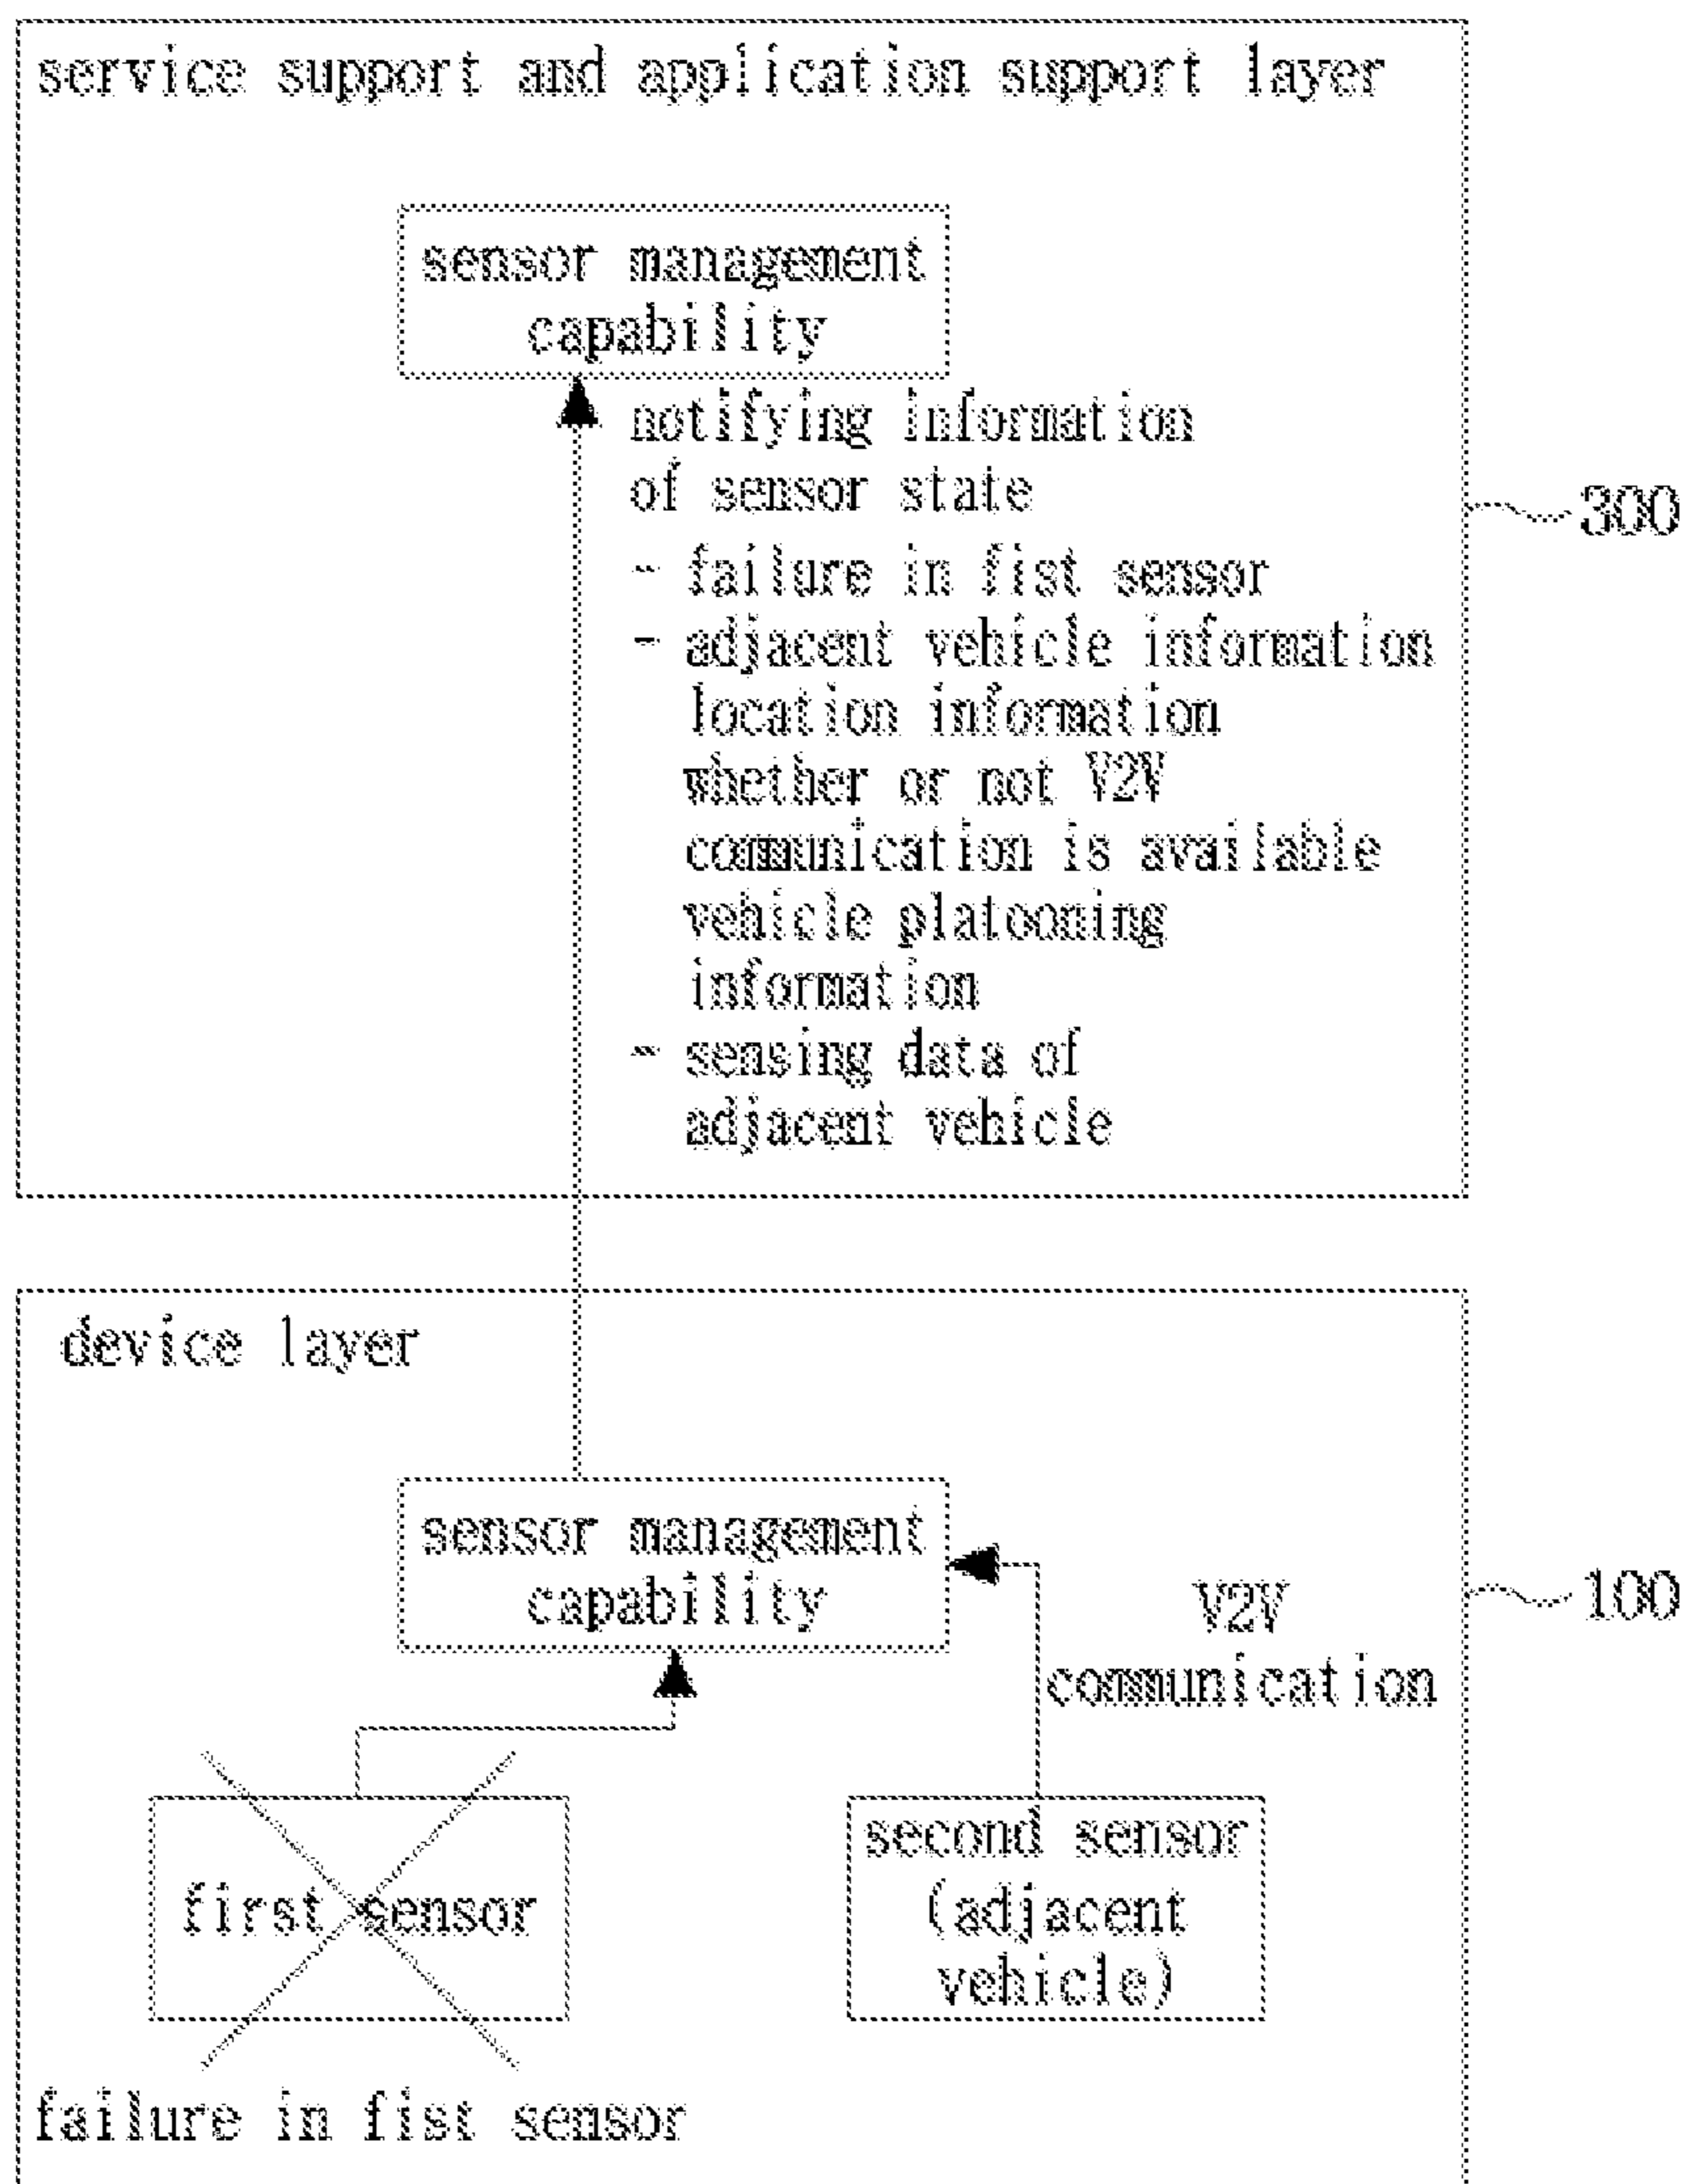 service support and application support layer
sensor management
capability
notifying information
of sensor state
- failure in fist sensor
- adjacent vehicle information
location information
whether or not V2V
communication is available
vehicle platooning
information
- sensing data of
adjacent vehicle
300
device layer
sensor management
capability
V2V
communication
100
first sensor
second sensor
(adjacent
vehicle)
failure in fist sensor